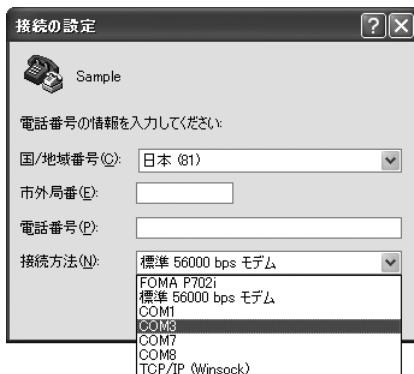 接続の設定
Sample
電話番号の情報を入力してください:
国/地域番号(C): 日本 (81)
市外局番(E):
電話番号(P):
接続方法(N): 標準 56000 bps モデム
FOMA P702i
標準 56000 bps モデム
COM1
COM3
COM7
COM8
TCP/IP (Winsock)